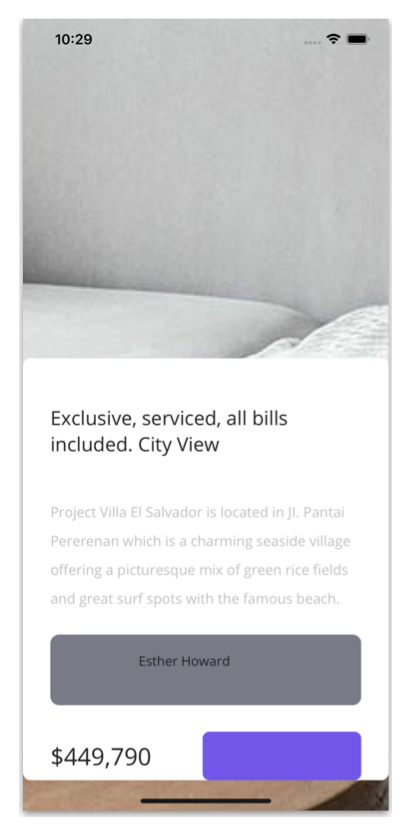 10:29
Exclusive, serviced, all bills
included. City View
Project Villa El Salvador is located in JI. Pantai
Pererenan which is a charming seaside village
offering a picturesque mix of green rice fields
and great surf spots with the famous beach.
Esther Howard
$449,790